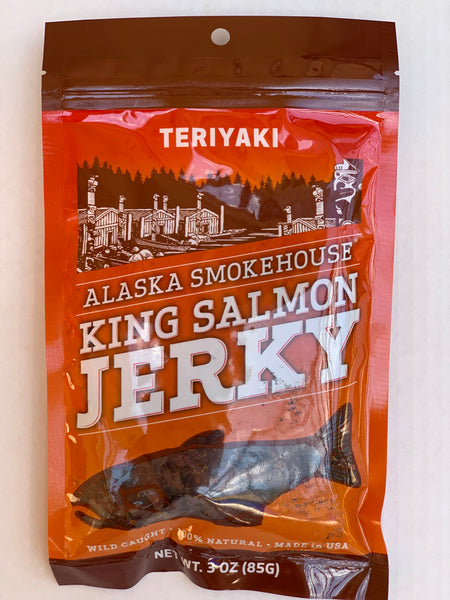 TERIYAKI
ALASKA SMOKEHOUSE
KING SALMON
JERKY
WILD CAUGHT • 100% NATURAL • MADE in USA
NET WT. 3 OZ (85G)